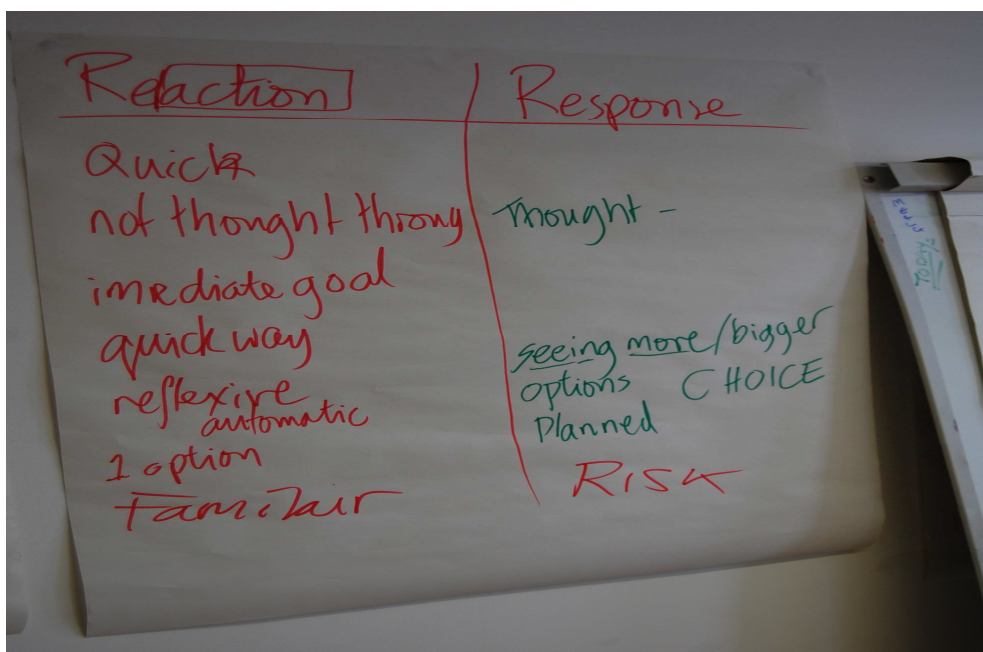 Reaction
Quick
not thought throug
imediate goal
quick way
reflexive
automatic
1 option
Familair
Response
Thought -
seeing more/bigger
options CHOICE
Planned
RISK
TODAY